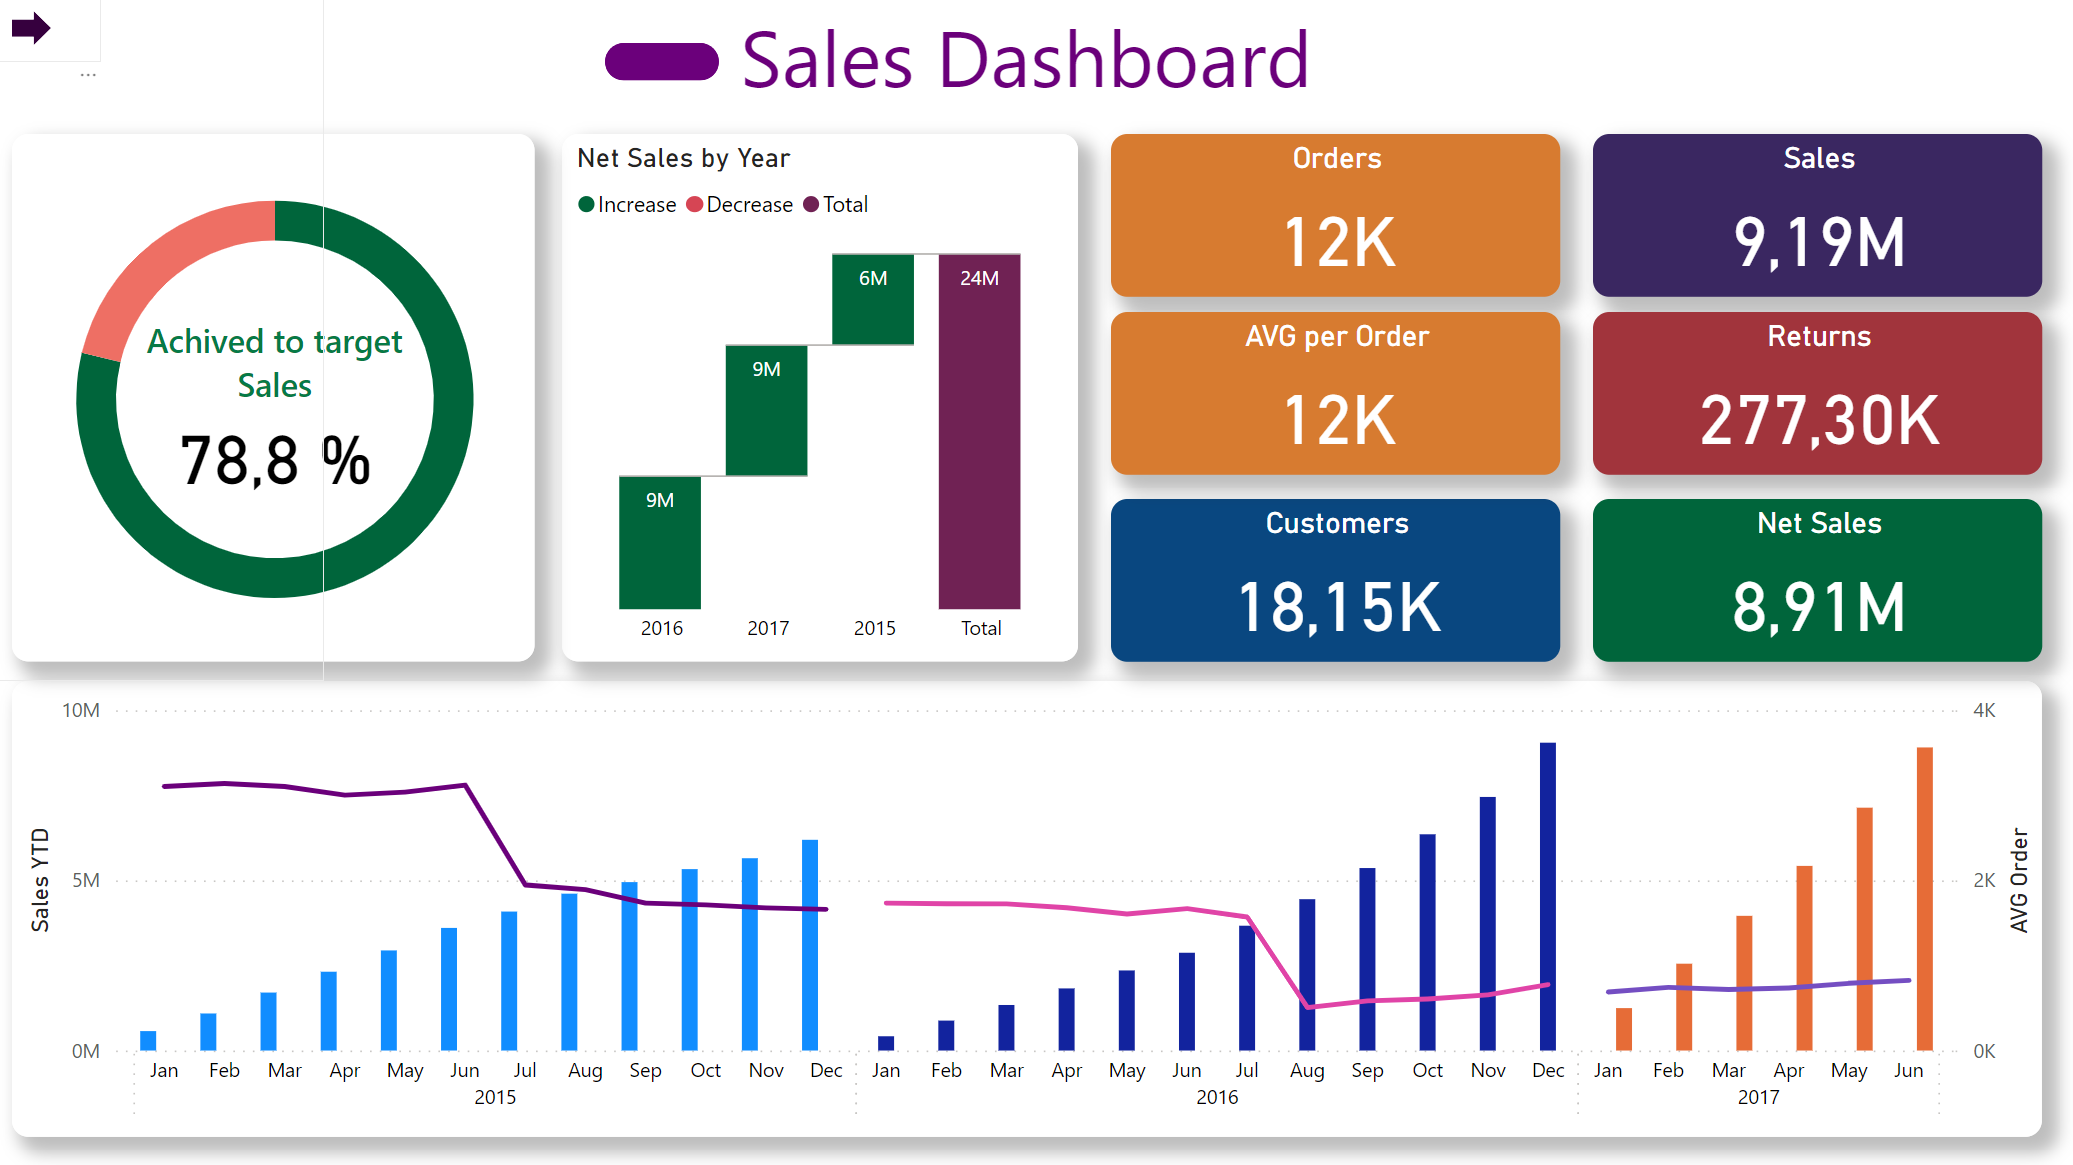 ...
Sales Dashboard
Achived to target
Sales
78,8 %
Net Sales by Year
Increase Decrease Total
6M 24M
9M
9M
2016 2017 2015 Total
Orders
12K
Sales
9,19M
AVG per Order
12K
Returns
277,30K
Customers
18,15K
Net Sales
8,91M
Sales YTD
10M
5M
0M
4K
2K
0K
AVG Order
Jan Feb Mar Apr May Jun Jul Aug Sep Oct Nov Dec Jan Feb Mar Apr May Jun Jul Aug Sep Oct Nov Dec Jan Feb Mar Apr May Jun
2015 2016 2017